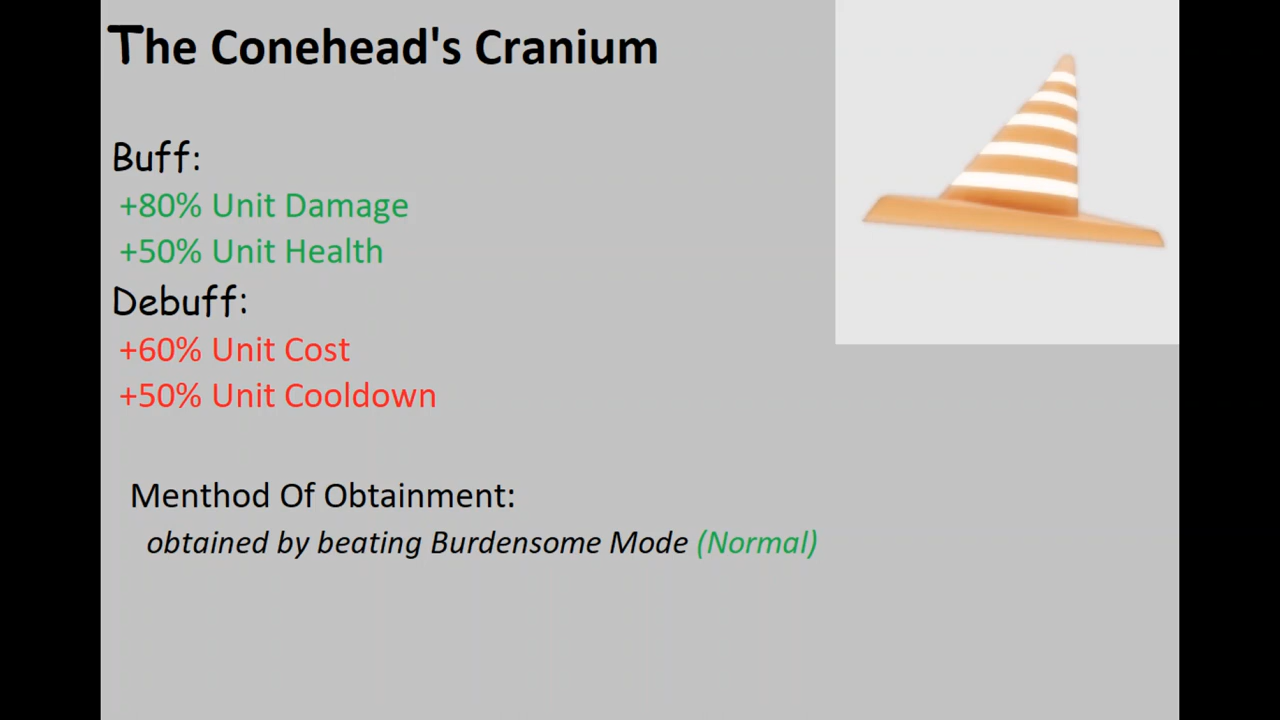 The Conehead's Cranium
Buff:
+80% Unit Damage
+50% Unit Health
Debuff:
+60% Unit Cost
+50% Unit Cooldown
Menthod Of Obtainment:
obtained by beating Burdensome Mode (Normal)